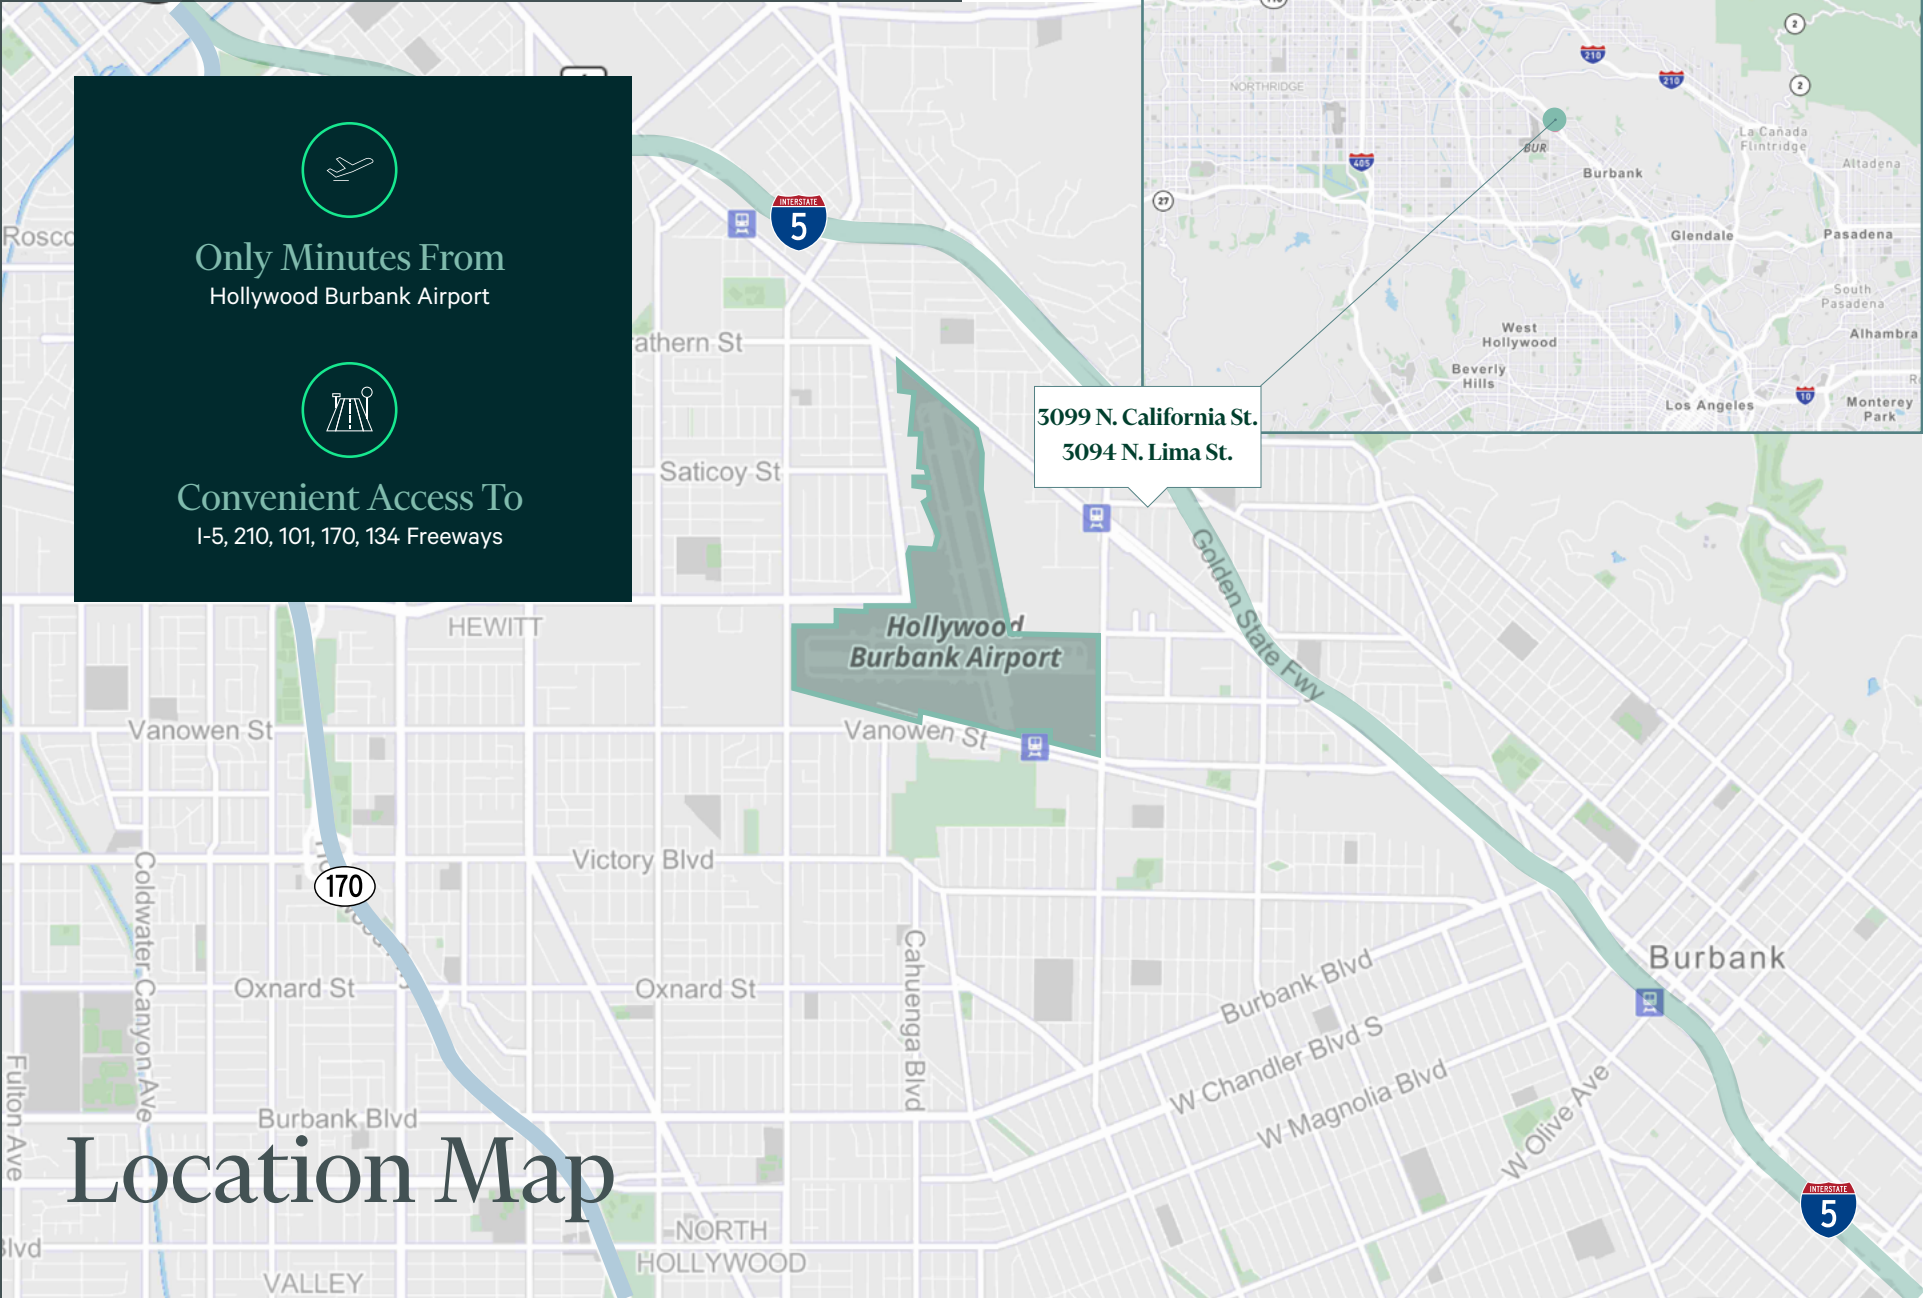 Only Minutes From
Hollywood Burbank Airport
Convenient Access To
I-5, 210, 101, 170, 134 Freeways
Location Map
3099 N. California St.
3094 N. Lima St.
NORTHRIDGE
210
210
2
2
405
27
BUR
Burbank
La Cañada
Flintridge
Altadena
Glendale
Pasadena
South
Pasadena
West
Hollywood
Alhambra
Beverly
Hills
Los Angeles
10
Monterey
Park
INTERSTATE
5
Rosco
athern St
Saticoy St
HEWITT
Hollywood
Burbank Airport
Golden State Fwy
Vanowen St
Vanowen St
Victory Blvd
170
Coldwater Canyon Ave
Oxnard St
Oxnard St
Cahuenga Blvd
Burbank Blvd
Burbank
W Chandler Blvd S
W Magnolia Blvd
W Olive Ave
Fulton Ave
Burbank Blvd
INTERSTATE
5
NORTH
HOLLYWOOD
Blvd
VALLEY